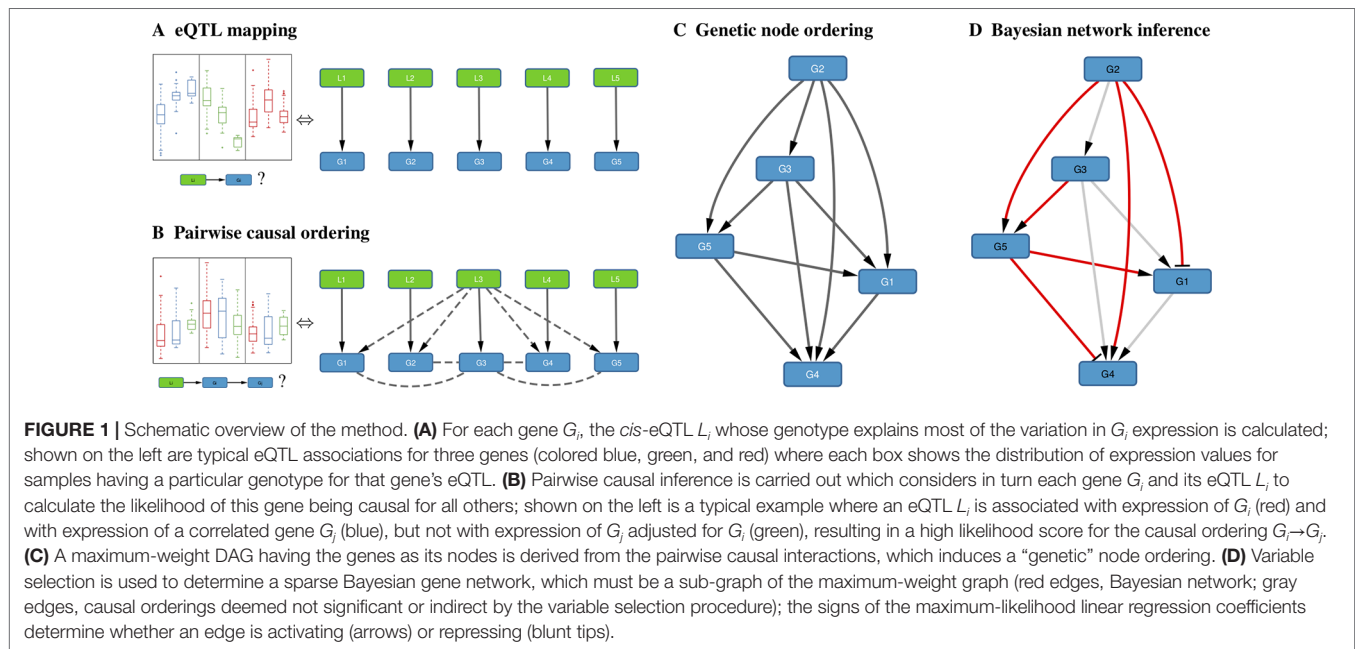 A eQTL mapping
L1 L2 L3 L4 L5
⇔
G1 G2 G3 G4 G5
?
B Pairwise causal ordering
L1 L2 L3 L4 L5
⇔
G1 G2 G3 G4 G5
?
C Genetic node ordering
G2
G3
G5
G1
G4
D Bayesian network inference
G2
G3
G5
G1
G4
FIGURE 1 | Schematic overview of the method. (A) For each gene Gi, the cis-eQTL Li whose genotype explains most of the variation in Gi expression is calculated;
shown on the left are typical eQTL associations for three genes (colored blue, green, and red) where each box shows the distribution of expression values for
samples having a particular genotype for that gene's eQTL. (B) Pairwise causal inference is carried out which considers in turn each gene Gi and its eQTL Li to
calculate the likelihood of this gene being causal for all others; shown on the left is a typical example where an eQTL Li is associated with expression of Gi (red) and
with expression of a correlated gene Gj (blue), but not with expression of Gj adjusted for Gi (green), resulting in a high likelihood score for the causal ordering Gi→Gj.
(C) A maximum-weight DAG having the genes as its nodes is derived from the pairwise causal interactions, which induces a "genetic" node ordering. (D) Variable
selection is used to determine a sparse Bayesian gene network, which must be a sub-graph of the maximum-weight graph (red edges, Bayesian network; gray
edges, causal orderings deemed not significant or indirect by the variable selection procedure); the signs of the maximum-likelihood linear regression coefficients
determine whether an edge is activating (arrows) or repressing (blunt tips).